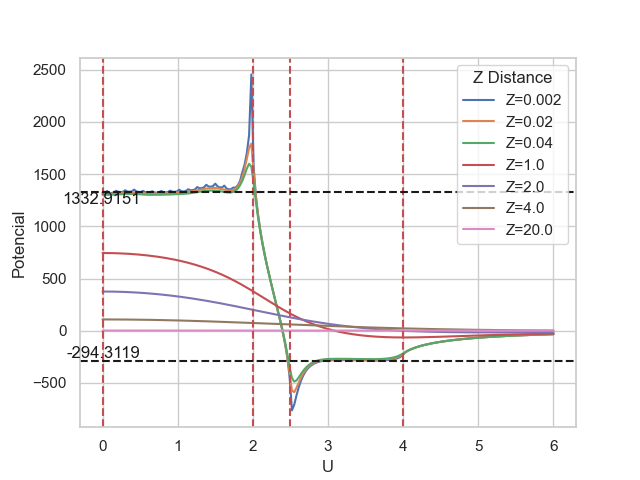 2500
2000
1500
1000
500
0
−500
Potencial
1332.9151
-294.3119
Z Distance
Z=0.002
Z=0.02
Z=0.04
Z=1.0
Z=2.0
Z=4.0
Z=20.0
0
1
2
3
4
5
6
U